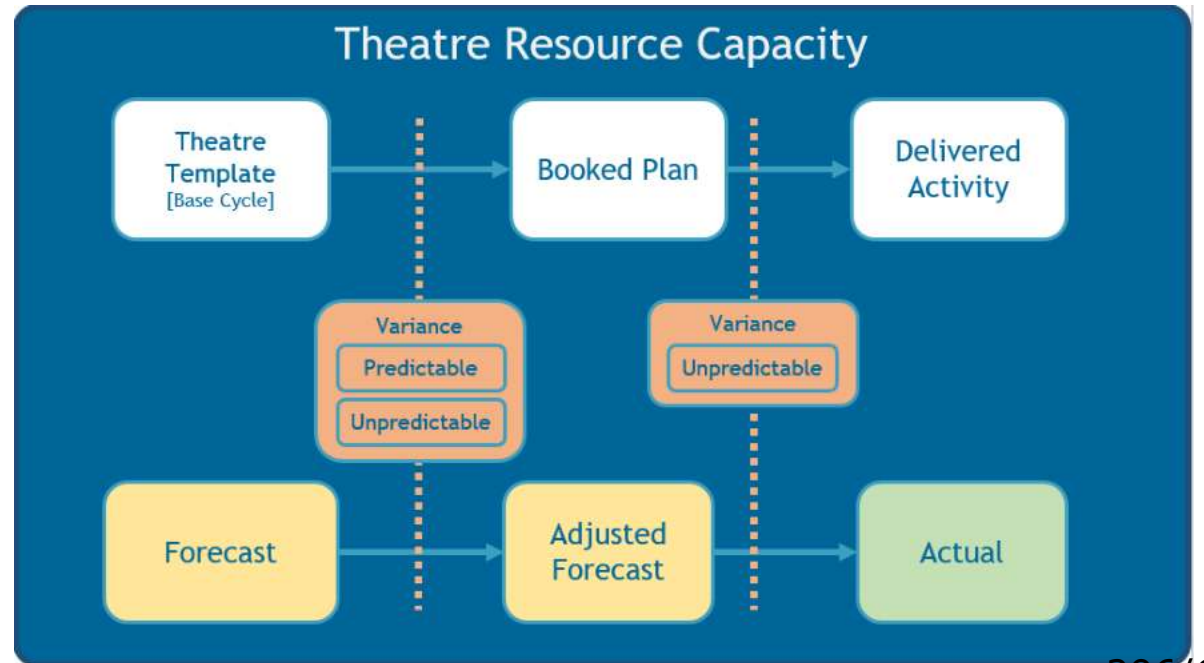 Theatre Resource Capacity
Theatre
Template
[Base Cycle]
Booked Plan
Delivered
Activity
Variance
Predictable
Unpredictable
Variance
Unpredictable
Forecast
Adjusted
Forecast
Actual